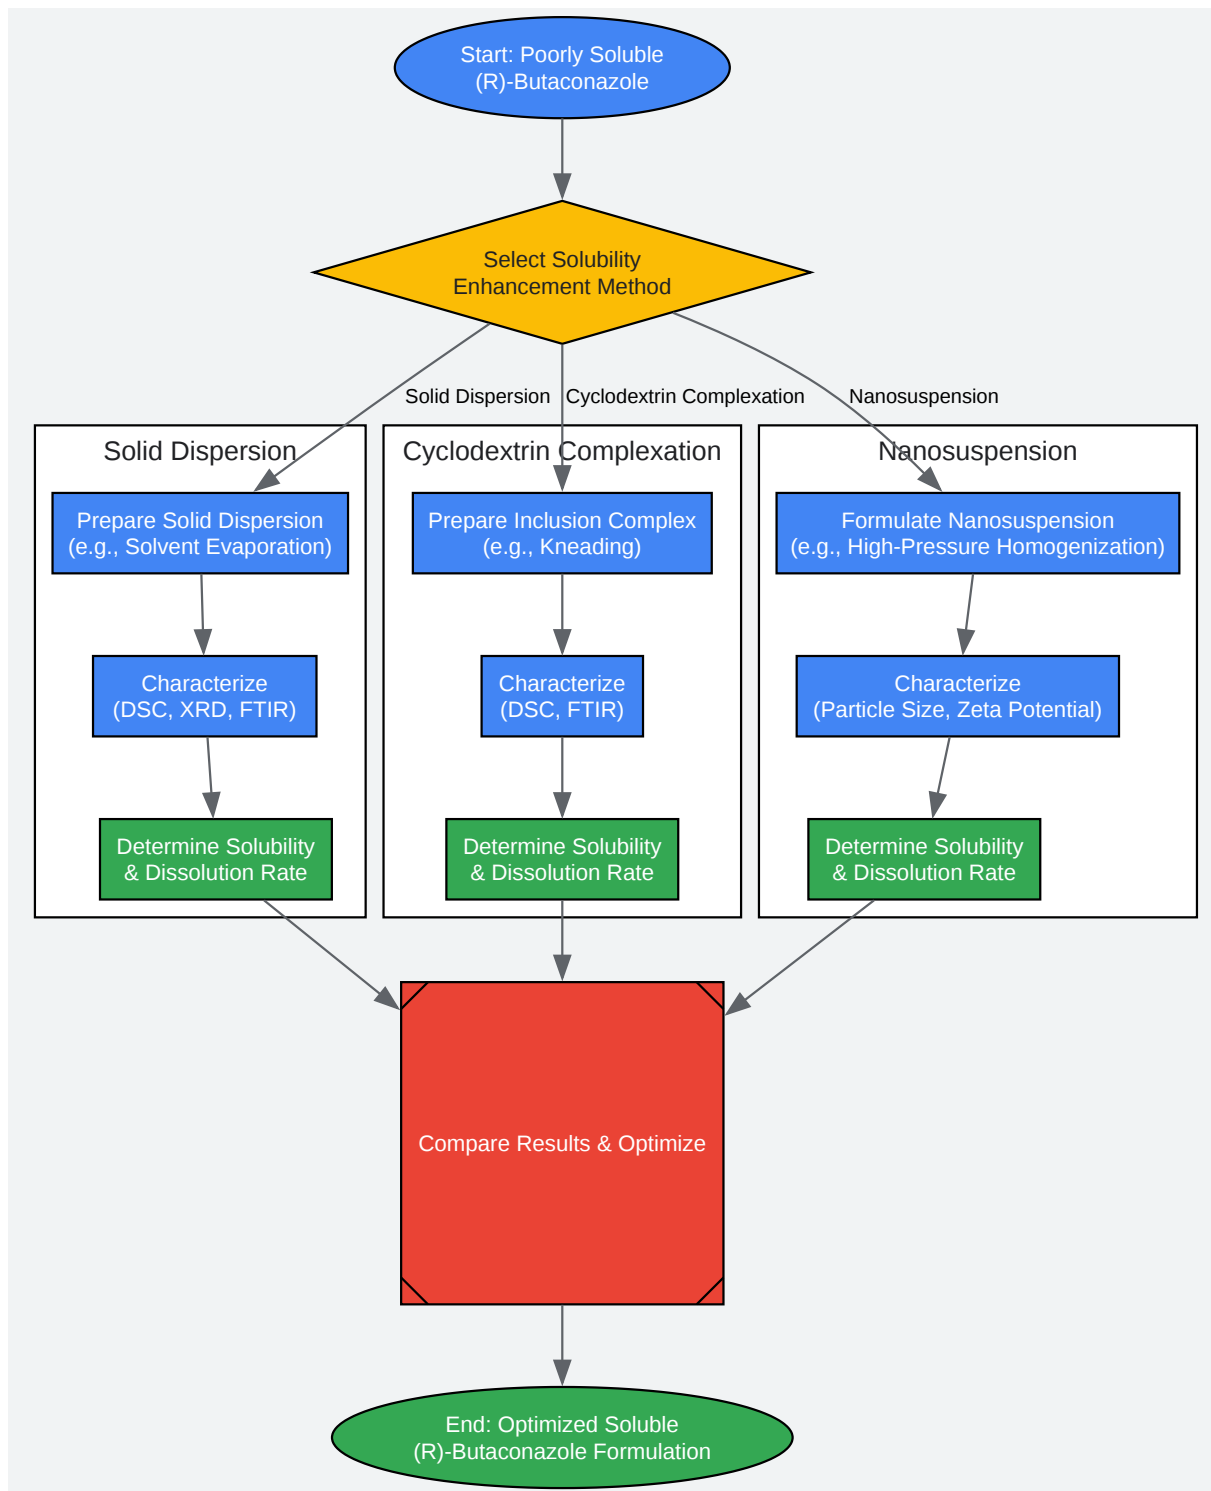 Start: Poorly Soluble
(R)-Butaconazole
Select Solubility
Enhancement Method
Solid Dispersion
Cyclodextrin Complexation
Nanosuspension
Solid Dispersion
Cyclodextrin Complexation
Nanosuspension
Prepare Solid Dispersion
(e.g., Solvent Evaporation)
Prepare Inclusion Complex
(e.g., Kneading)
Formulate Nanosuspension
(e.g., High-Pressure Homogenization)
Characterize
(DSC, XRD, FTIR)
Characterize
(DSC, FTIR)
Characterize
(Particle Size, Zeta Potential)
Determine Solubility
& Dissolution Rate
Determine Solubility
& Dissolution Rate
Determine Solubility
& Dissolution Rate
Compare Results & Optimize
End: Optimized Soluble
(R)-Butaconazole Formulation